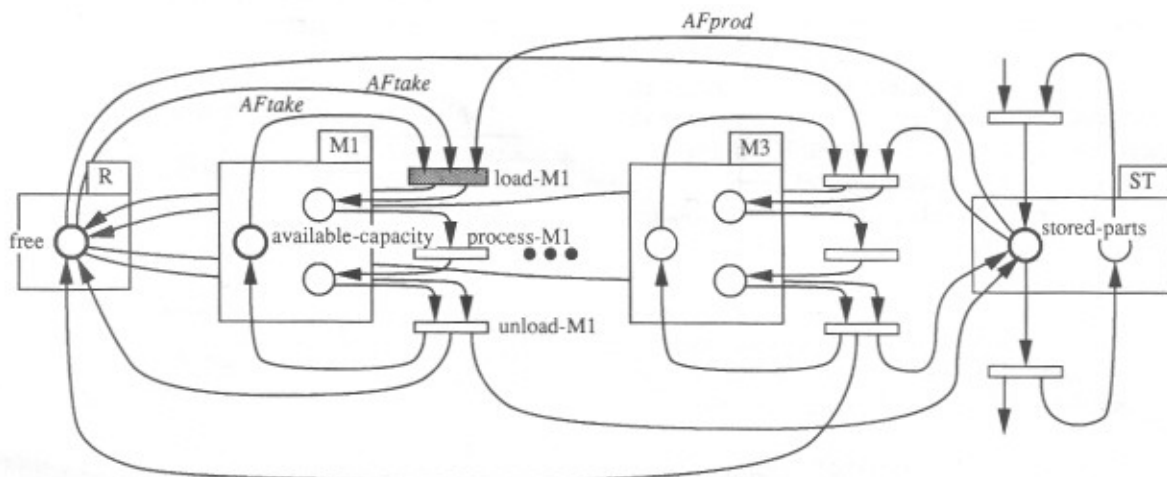 AFprod
AFtake
AFtake
M1
M3
R
load-M1
ST
free
available-capacity
process-M1
stored-parts
unload-M1